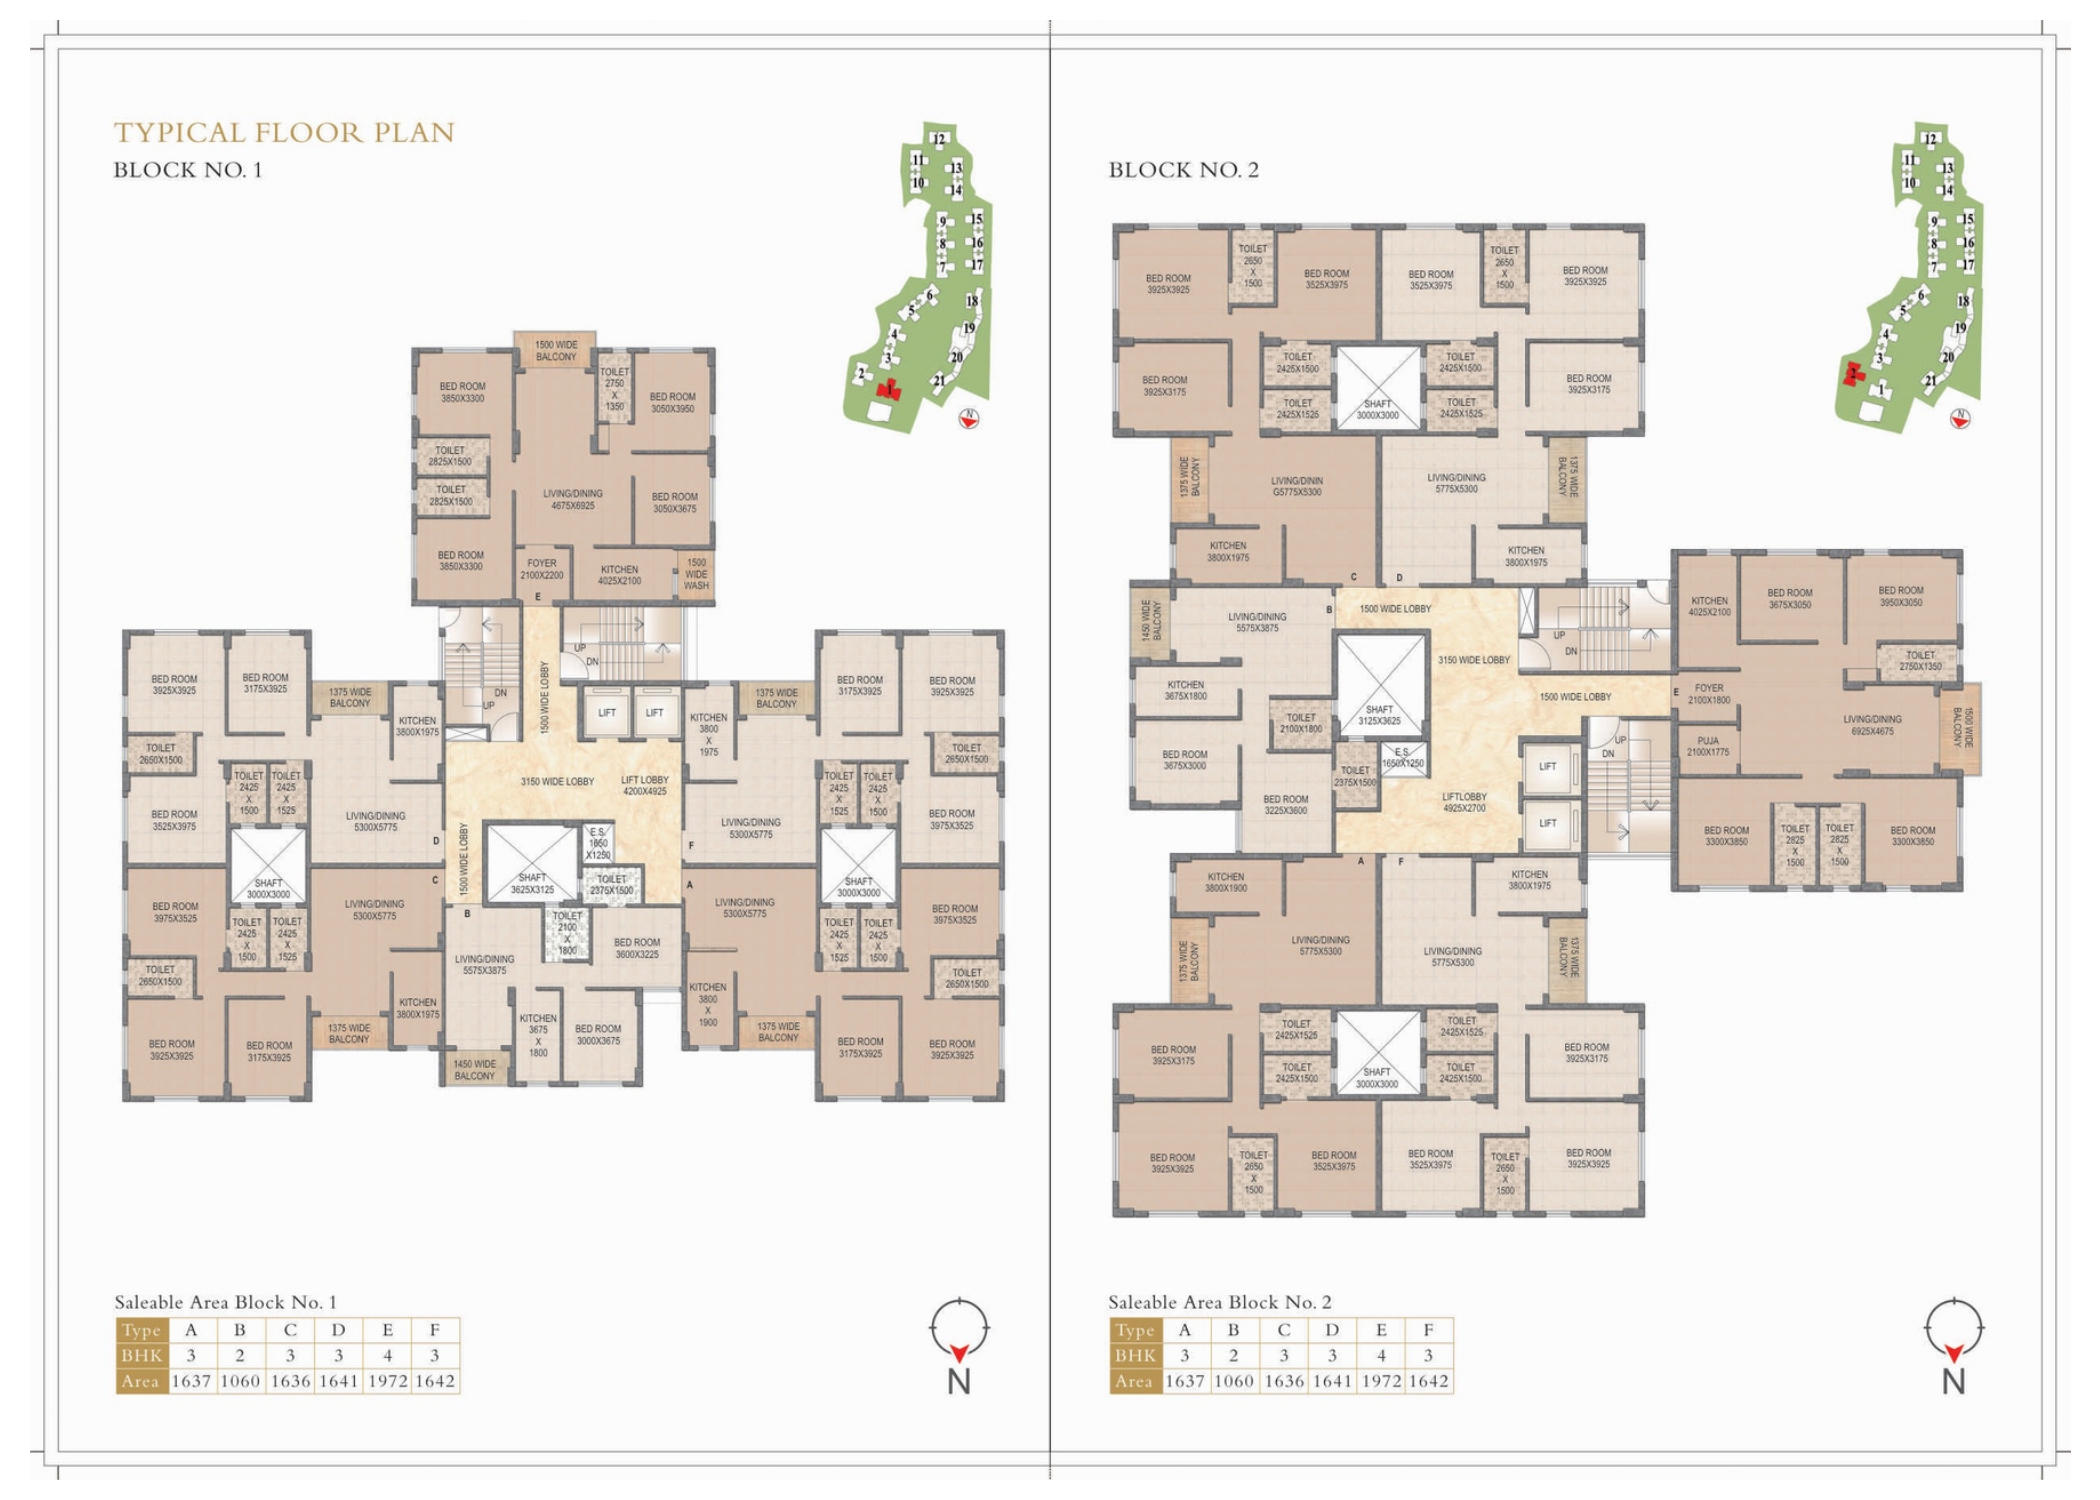 TYPICAL FLOOR PLAN
BLOCK NO. 1
12
11
13
10
14
9
15
8
16
7
17
6
18
5
19
4
3
20
2
21
1
N
1500 WIDE
BALCONY
BED ROOM
3850X3300
TOILET
2750
X
1350
BED ROOM
3050X3950
TOILET
2825X1500
TOILET
2825X1500
LIVING/DINING
4675X6925
BED ROOM
3050X3675
BED ROOM
3850X3300
FOYER
2100X2200
KITCHEN
4025X2100
1500
WIDE
WASH
E
UP
DN
DN
UP
1500 WIDE LOBBY
LIFT
LIFT
BED ROOM
3925X3925
BED ROOM
3175X3925
1375 WIDE
BALCONY
KITCHEN
3800X1975
TOILET
2650X1500
TOILET
2425
X
1500
TOILET
2425
X
1525
BED ROOM
3525X3975
LIVING/DINING
5300X5775
D
SHAFT
3000X3000
3150 WIDE LOBBY
LIFT LOBBY
4200X4925
KITCHEN
3800
X
1975
1375 WIDE
BALCONY
BED ROOM
3175X3925
BED ROOM
3925X3925
TOILET
2650X1500
TOILET
2425
X
1525
TOILET
2425
X
1500
BED ROOM
3975X3525
LIVING/DINING
5300X5775
F
SHAFT
3000X3000
1500 WIDE LOBBY
SHAFT
3625X3125
E.S.
1650
X1250
TOILET
2375X1500
C
BED ROOM
3975X3525
LIVING/DINING
5300X5775
TOILET
2425
X
1500
TOILET
2425
X
1525
TOILET
2650X1500
BED ROOM
3925X3925
BED ROOM
3175X3925
1375 WIDE
BALCONY
KITCHEN
3800X1975
B
TOILET
2100
X
1800
BED ROOM
3600X3225
LIVING/DINING
5575X3875
KITCHEN
3675
X
1800
BED ROOM
3000X3675
1450 WIDE
BALCONY
A
LIVING/DINING
5300X5775
TOILET
2425
X
1525
TOILET
2425
X
1500
BED ROOM
3975X3525
TOILET
2650X1500
KITCHEN
3800
X
1900
1375 WIDE
BALCONY
BED ROOM
3175X3925
BED ROOM
3925X3925
Saleable Area Block No. 1
Type A B C D E F
BHK 3 2 3 3 4 3
Area 1637 1060 1636 1641 1972 1642
N
BLOCK NO. 2
12
11
13
10
14
9
15
8
16
7
17
6
18
5
19
4
3
20
2
21
1
N
BED ROOM
3925X3925
TOILET
2650
X
1500
BED ROOM
3525X3975
BED ROOM
3525X3975
TOILET
2650
X
1500
BED ROOM
3925X3925
BED ROOM
3925X3175
TOILET
2425X1500
TOILET
2425X1525
SHAFT
3000X3000
TOILET
2425X1500
TOILET
2425X1525
BED ROOM
3925X3175
1375 WIDE
BALCONY
LIVING/DININ
G5775X5300
LIVING/DINING
5775X5300
1375 WIDE
BALCONY
KITCHEN
3800X1975
C
D
KITCHEN
3800X1975
1450 WIDE
BALCONY
LIVING/DINING
5575X3875
B
1500 WIDE LOBBY
3150 WIDE LOBBY
UP
DN
KITCHEN
3675X1800
TOILET
2100X1800
SHAFT
3125X3625
1500 WIDE LOBBY
E
BED ROOM
3675X3000
TOILET
2375X1500
E.S.
1650X1250
BED ROOM
3225X3600
LIFTLOBBY
4925X2700
LIFT
LIFT
UP
DN
KITCHEN
4025X2100
BED ROOM
3675X3050
BED ROOM
3950X3050
TOILET
2750X1350
FOYER
2100X1800
LIVING/DINING
6925X4675
1500 WIDE
BALCONY
PUJA
2100X1775
BED ROOM
3300X3850
TOILET
2825
X
1500
TOILET
2825
X
1500
BED ROOM
3300X3850
A
F
KITCHEN
3800X1900
KITCHEN
3800X1975
1375 WIDE
BALCONY
LIVING/DINING
5775X5300
LIVING/DINING
5775X5300
1375 WIDE
BALCONY
BED ROOM
3925X3175
TOILET
2425X1525
TOILET
2425X1500
SHAFT
3000X3000
TOILET
2425X1525
TOILET
2425X1500
BED ROOM
3925X3175
BED ROOM
3925X3925
TOILET
2650
X
1500
BED ROOM
3525X3975
BED ROOM
3525X3975
TOILET
2650
X
1500
BED ROOM
3925X3925
Saleable Area Block No. 2
Type A B C D E F
BHK 3 2 3 3 4 3
Area 1637 1060 1636 1641 1972 1642
N